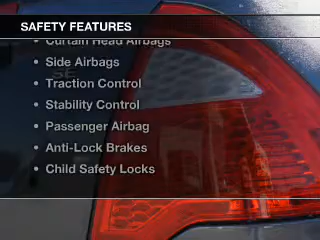 SAFETY FEATURES
• Curtain Head Airbags
• Side Airbags
• Traction Control
• Stability Control
• Passenger Airbag
• Anti-Lock Brakes
• Child Safety Locks
SE